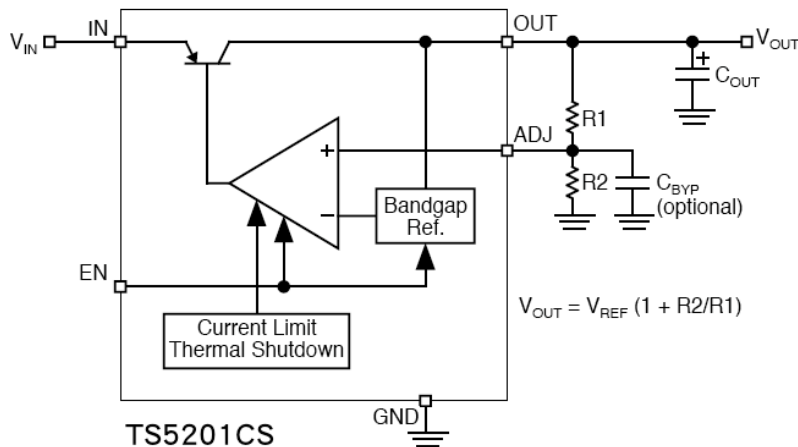 IN
OUT
V_IN
V_OUT
+
C_OUT
R1
ADJ
+
R2
C_BYP
(optional)
−
Bandgap
Ref.
EN
V_OUT = V_REF (1 + R2/R1)
Current Limit
Thermal Shutdown
GND
TS5201CS